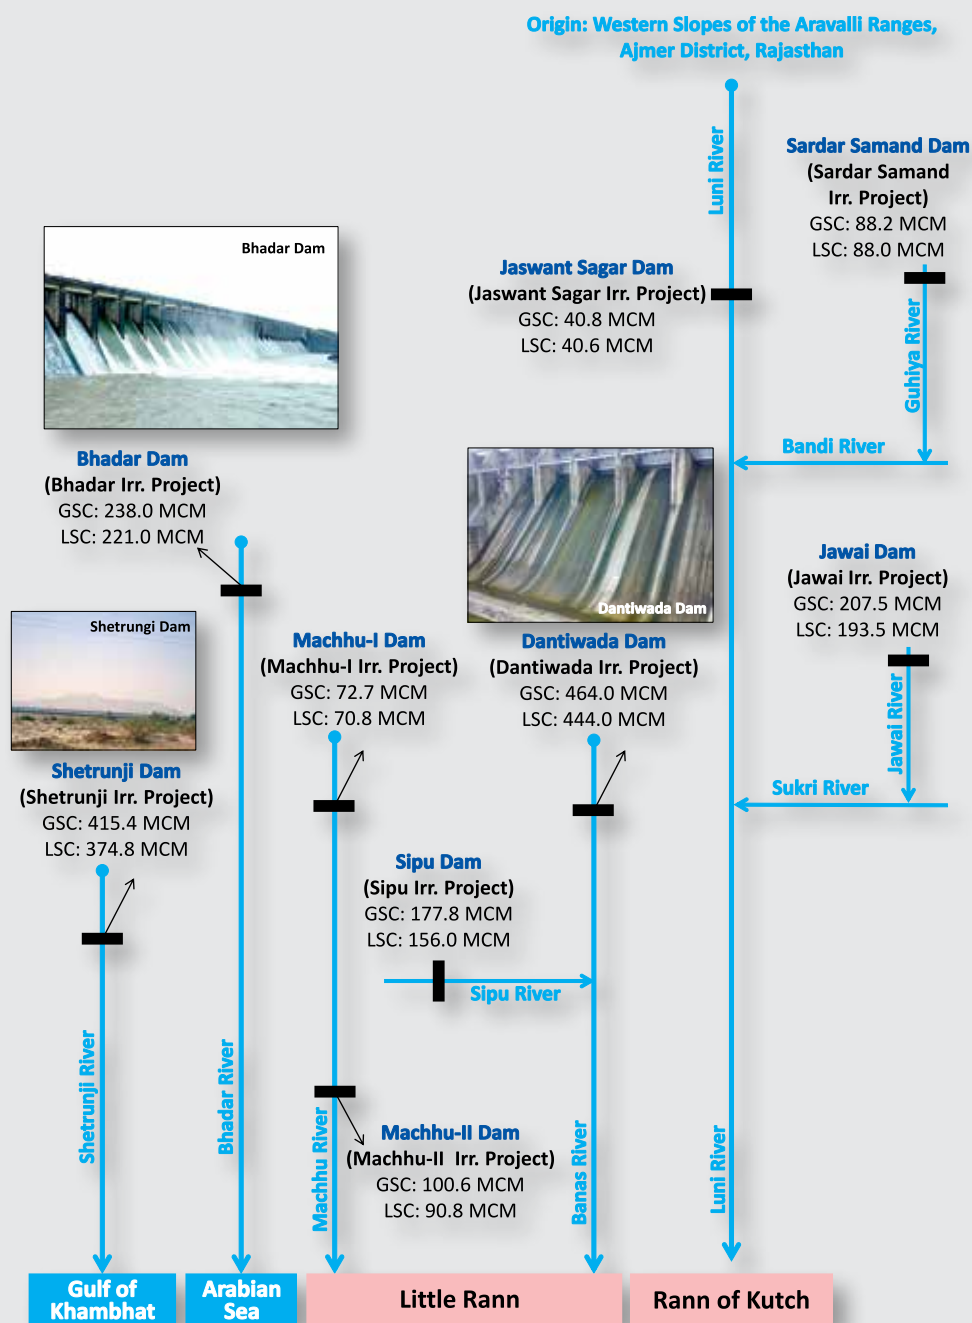 Origin: Western Slopes of the Aravalli Ranges,
Ajmer District, Rajasthan
Luni River
Sardar Samand Dam
(Sardar Samand
Irr. Project)
GSC: 88.2 MCM
LSC: 88.0 MCM
Guhiya River
Bhadar Dam
Jaswant Sagar Dam
(Jaswant Sagar Irr. Project)
GSC: 40.8 MCM
LSC: 40.6 MCM
Bandi River
Bhadar Dam
(Bhadar Irr. Project)
GSC: 238.0 MCM
LSC: 221.0 MCM
Dantiwada Dam
Jawai Dam
(Jawai Irr. Project)
GSC: 207.5 MCM
LSC: 193.5 MCM
Jawai River
Sukri River
Shetrungi Dam
Machhu-I Dam
(Machhu-I Irr. Project)
GSC: 72.7 MCM
LSC: 70.8 MCM
Dantiwada Dam
(Dantiwada Irr. Project)
GSC: 464.0 MCM
LSC: 444.0 MCM
Shetrunji Dam
(Shetrunji Irr. Project)
GSC: 415.4 MCM
LSC: 374.8 MCM
Sipu Dam
(Sipu Irr. Project)
GSC: 177.8 MCM
LSC: 156.0 MCM
Sipu River
Shetrunji River
Bhadar River
Machhu River
Machhu-II Dam
(Machhu-II  Irr. Project)
GSC: 100.6 MCM
LSC: 90.8 MCM
Banas River
Luni River
Gulf of
Khambhat
Arabian
Sea
Little Rann
Rann of Kutch